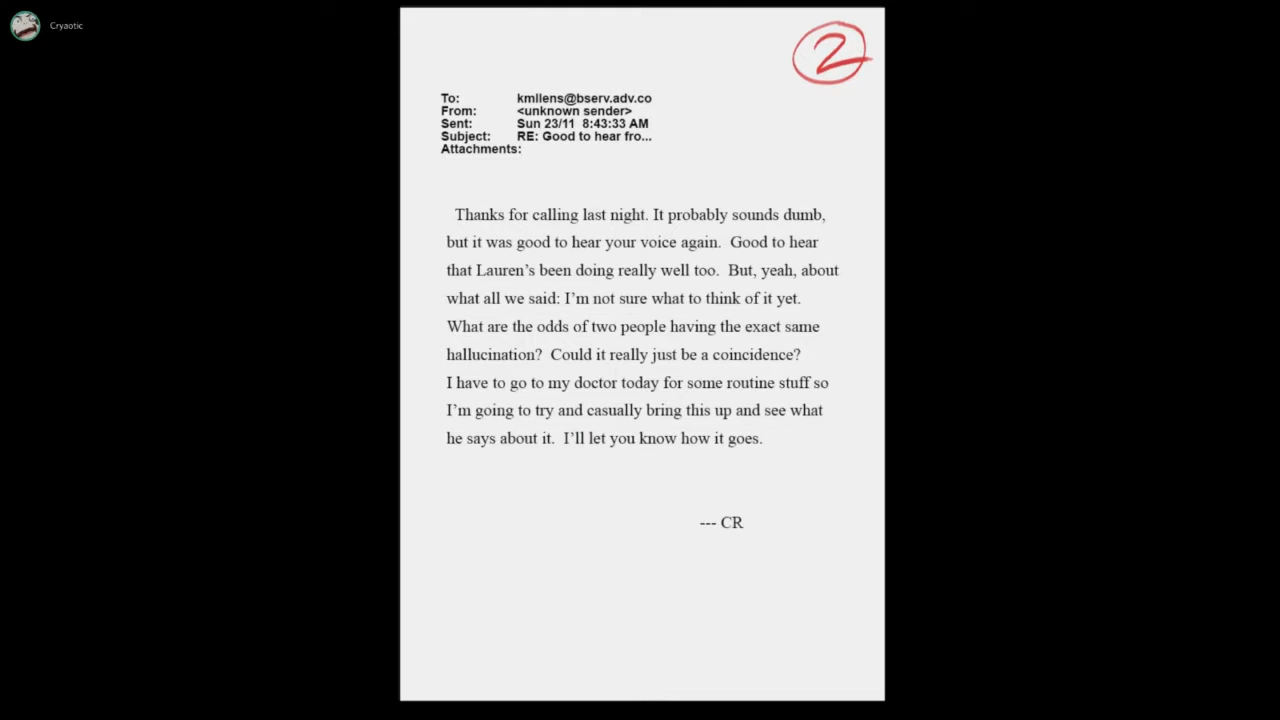 Cryaotic
2
To: kmllens@bserv.adv.co
From: <unknown sender>
Sent: Sun 23/11 8:43:33 AM
Subject: RE: Good to hear fro...
Attachments:
Thanks for calling last night. It probably sounds dumb,
but it was good to hear your voice again.  Good to hear
that Lauren’s been doing really well too.  But, yeah, about
what all we said: I’m not sure what to think of it yet.
What are the odds of two people having the exact same
hallucination?  Could it really just be a coincidence?
I have to go to my doctor today for some routine stuff so
I’m going to try and casually bring this up and see what
he says about it.  I’ll let you know how it goes.
--- CR